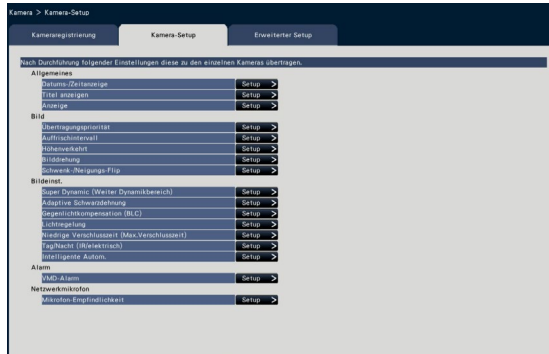 Kamera > Kamera-Setup
Kameraregistrierung Kamera-Setup Erweiterter Setup
Nach Durchführung folgender Einstellungen diese zu den einzelnen Kameras übertragen.
Allgemeines
Datums-/Zeitanzeige Setup >
Titel anzeigen Setup >
Anzeige Setup >
Bild
Übertragungspriorität Setup >
Auffrischintervall Setup >
Höhenverkehrt Setup >
Bilddrehung Setup >
Schwenk-/Neigungs-Flip Setup >
Bildeinst.
Super Dynamic (Weiter Dynamikbereich) Setup >
Adaptive Schwarzdehnung Setup >
Gegenlichtkompensation (BLC) Setup >
Lichtregelung Setup >
Niedrige Verschlusszeit (Max.Verschlusszeit) Setup >
Tag/Nacht (IR/elektrisch) Setup >
Intelligente Autom. Setup >
Alarm
VMD-Alarm Setup >
Netzwerkmikrofon
Mikrofon-Empfindlichkeit Setup >